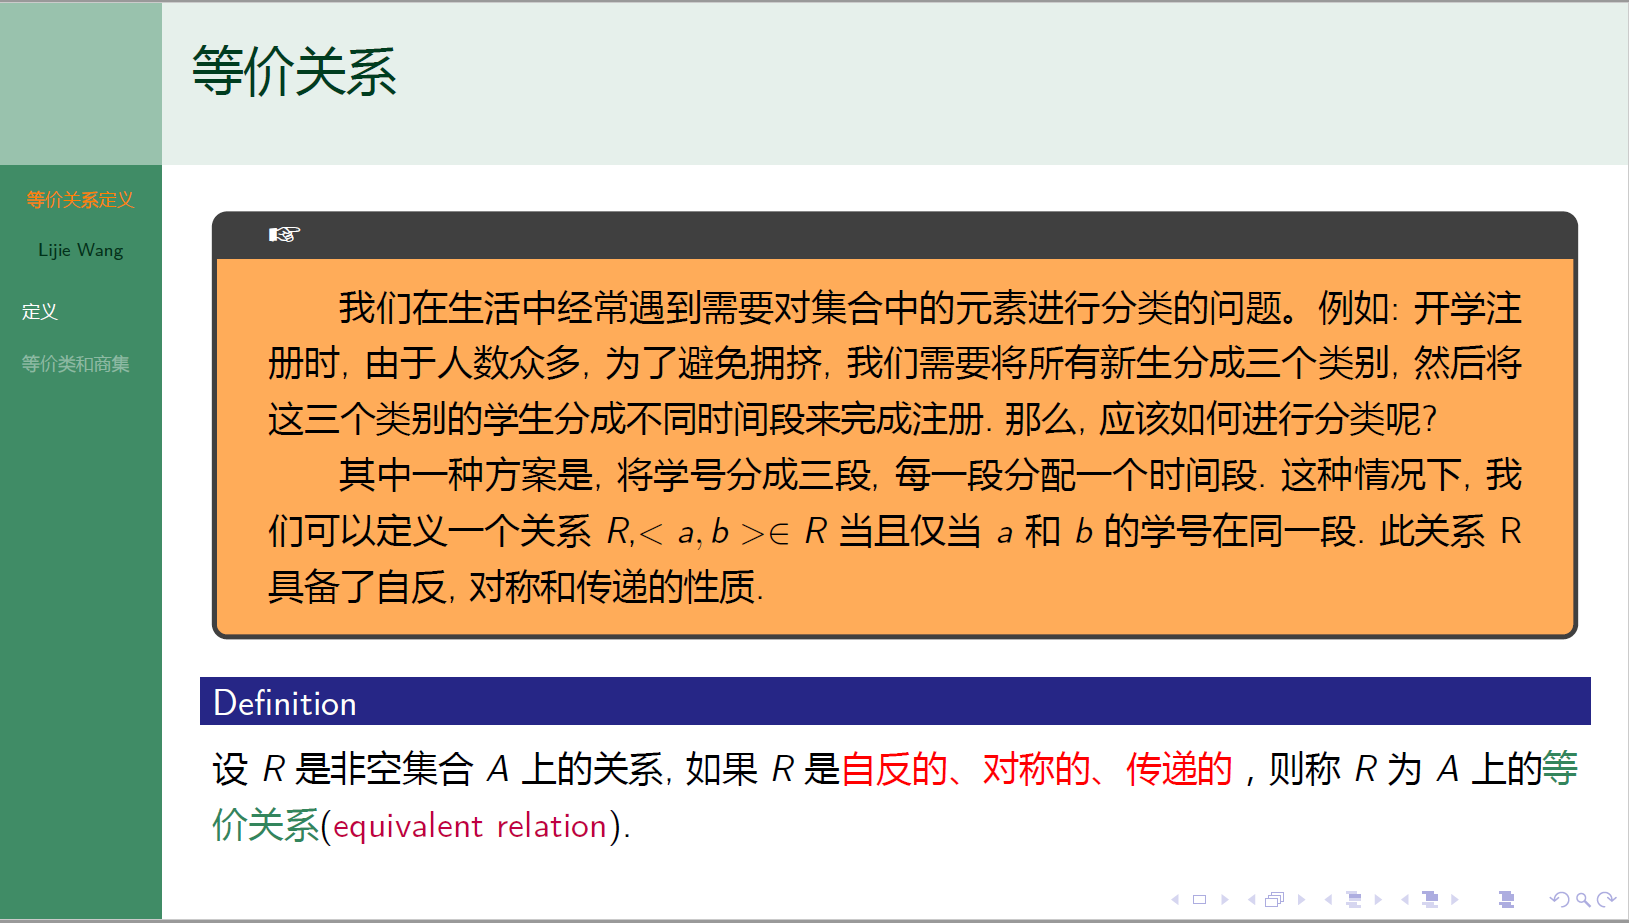 等价关系
等价关系定义
Lijie Wang
定义
等价类和商集
☞
我们在生活中经常遇到需要对集合中的元素进行分类的问题。例如: 开学注
册时, 由于人数众多, 为了避免拥挤, 我们需要将所有新生分成三个类别, 然后将
这三个类别的学生分成不同时间段来完成注册. 那么, 应该如何进行分类呢?
其中一种方案是, 将学号分成三段, 每一段分配一个时间段. 这种情况下, 我
们可以定义一个关系 R,< a, b >∈ R 当且仅当 a 和 b 的学号在同一段. 此关系 R
具备了自反, 对称和传递的性质.
Definition
设 R 是非空集合 A 上的关系, 如果 R 是自反的、对称的、传递的 , 则称 R 为 A 上的等
价关系(equivalent relation).